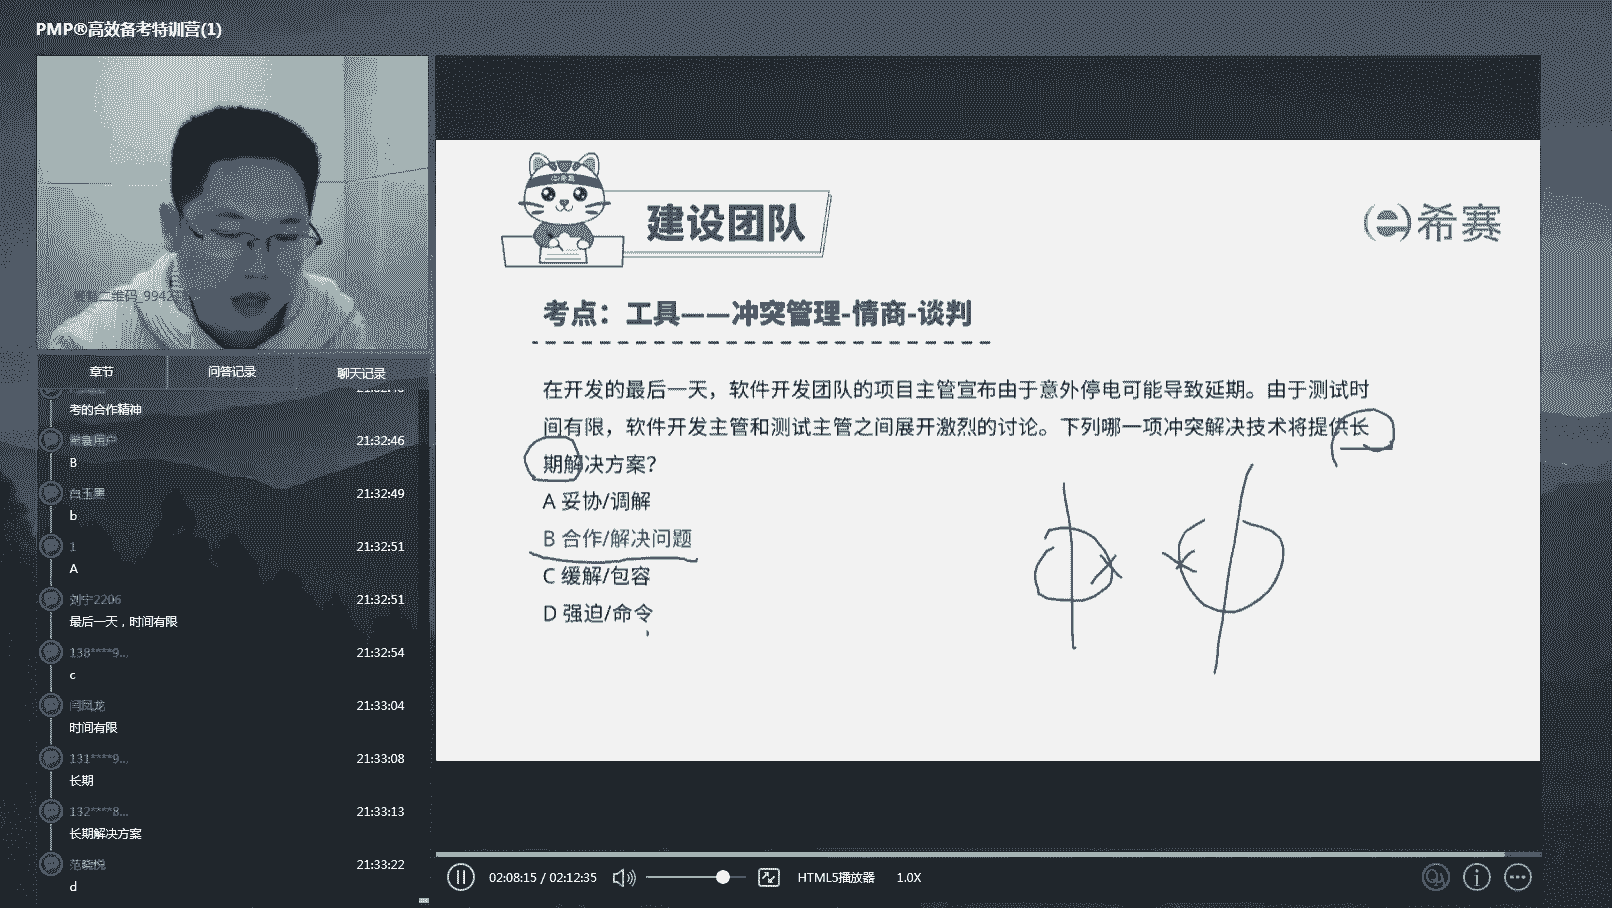 PMP®高效备考特训营(1)
章节
问答记录
聊天记录
考的合作精神
希赛用户
21:32:46
B
白玉黑
21:32:49
b
1
21:32:51
A
刘宁2206
21:32:51
最后一天，时间有限
138****9...
21:32:54
c
闫凤龙
21:33:04
时间有限
131****9...
21:33:08
长期
132****8...
21:33:13
长期解决方案
范晓悦
21:33:22
d
建设团队
希赛
考点：工具——冲突管理-情商-谈判
在开发的最后一天，软件开发团队的项目主管宣布由于意外停电可能导致延期。由于测试时
间有限，软件开发主管和测试主管之间展开激烈的讨论。下列哪一项冲突解决技术将提供长
期解决方案？
A 妥协/调解
B 合作/解决问题
C 缓解/包容
D 强迫/命令
02:08:15 / 02:12:35
HTML5播放器
1.0X